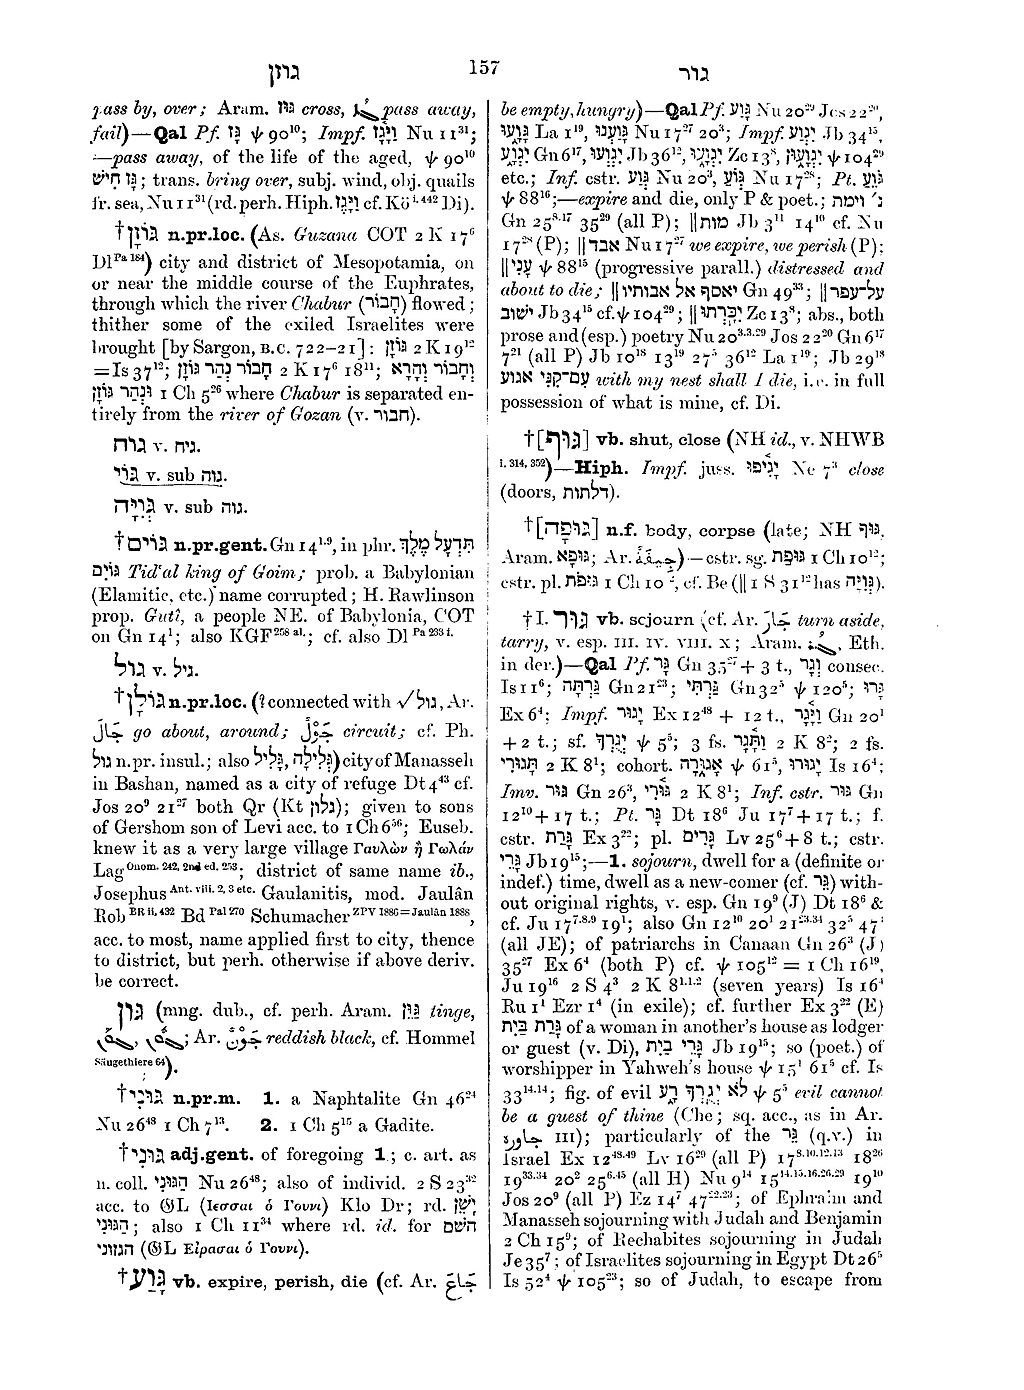 גוזן
157
גור
pass by, over; Aram. גּוּז cross, pass away,
fail)—Qal Pf. גָּז ψ 90¹⁰; Impf. וַיָּ֫גָז Nu 11³¹;
—pass away, of the life of the aged, ψ 90¹⁰
גָּז חִישׁ; trans. bring over, subj. wind, obj. quails
fr. sea, Nu 11³¹ (rd. perh. Hiph. וַיָּ֫גֶז cf. Kö i. 442 Di).
†גּוֹזָן n.pr.loc. (As. Guzana COT 2 K 17⁶
Dl Pa 184) city and district of Mesopotamia, on
or near the middle course of the Euphrates,
through which the river Chabur (חָבוֹר) flowed;
thither some of the exiled Israelites were
brought [by Sargon, B.C. 722–21]: גּוֹזָן 2 K 19¹²
= Is 37¹²; חָבוֹר נְהַר גּוֹזָן 2 K 17⁶ 18¹¹; וְחָבוֹר וְהָרָא
וּנְהַר גּוֹזָן 1 Ch 5²⁶ where Chabur is separated en-
tirely from the river of Gozan (v. חבור).
גוח v. גיח.
גּוֹי v. sub גוה.
גְּוִיָּה v. sub גוה.
†גּוֹיִם n.pr.gent. Gn 14¹·⁹, in phr. תִּדְעָל מֶלֶךְ
גּוֹיִם Tid'al king of Goim; prob. a Babylonian
(Elamitic, etc.) name corrupted; H. Rawlinson
prop. Gutî, a people NE. of Babylonia, COT
on Gn 14¹; also KGF 258 al.; cf. also Dl Pa 233 f.
גול v. גיל.
†גּוֹלָן n.pr.loc. (? connected with √גול, Ar.
جَالَ go about, around; جَوْل circuit; cf. Ph.
גול n.pr. insul.; also גָּלִיל, גְּלִילָה) city of Manasseh
in Bashan, named as a city of refuge Dt 4⁴³ cf.
Jos 20⁸ 21²⁷ both Qr (Kt גלון); given to sons
of Gershom son of Levi acc. to 1 Ch 6⁵⁶; Euseb.
knew it as a very large village Γαυλὼν ἢ Γωλάν
Lag Onom. 242, 2nd ed. 253; district of same name ib.,
Josephus Ant. viii. 2, 3 etc. Gaulanitis, mod. Jaulân
Rob BR ii. 432 Bd Pal 270 Schumacher ZPV 1886 = Jaulân 1888,
acc. to most, name applied first to city, thence
to district, but perh. otherwise if above deriv.
be correct.
גון (mng. dub., cf. perh. Aram. גַּוֵּן tinge,
; Ar. جَوْن reddish black, cf. Hommel
Säugethiere 64).
†גּוּנִי n.pr.m. 1. a Naphtalite Gn 46²⁴
Nu 26⁴⁸ 1 Ch 7¹³. 2. 1 Ch 5¹⁵ a Gadite.
†גּוּנִי adj.gent. of foregoing 1; c. art. as
n. coll. הַגּוּנִי Nu 26⁴⁸; also of individ. 2 S 23³²
acc. to 𝔊L (Ιεσσαι ὁ Γουνι) Klo Dr; rd. יָשֵׁן
הַגּוּנִי; also 1 Ch 11³⁴ where rd. id. for השם
הגזוני (𝔊L Εἰρασαι ὁ Γουνι).
†גָּוַע vb. expire, perish, die (cf. Ar. جَاعَ
be empty, hungry)—Qal Pf. גָּוַע Nu 20²⁹ Jos 22²⁰,
גָּוָ֑עוּ La 1¹⁹, גָּוַעְנוּ Nu 17²⁷ 20³; Impf. יִגְוַע Jb 34¹⁵,
יִגְוָ֑ע Gn 6¹⁷, יִגְוְעוּ Jb 36¹², יִגְוָ֑עוּ Zc 13⁸, יִגְוָע֑וּן ψ 104²⁹
etc.; Inf. cstr. גְּוַע Nu 20³, גְוֺעַ Nu 17²⁸; Pt. גֹּוֵעַ
ψ 88¹⁶;—expire and die, only P & poet.; ג׳ וימת
Gn 25⁸·¹⁷ 35²⁹ (all P); ||מות Jb 3¹¹ 14¹⁰ cf. Nu
17²⁸ (P); ||אבד Nu 17²⁷ we expire, we perish (P);
||עני ψ 88¹⁵ (progressive parall.) distressed and
about to die; ||יאסף אל אבותיו Gn 49³³; ||על־עפר
ישוב Jb 34¹⁵ cf. ψ 104²⁹; ||יִכָּרֵתוּ Zc 13⁸; abs., both
prose and (esp.) poetry Nu 20³·³·²⁹ Jos 22²⁰ Gn 6¹⁷
7²¹ (all P) Jb 10¹⁸ 13¹⁹ 27⁵ 36¹² La 1¹⁹; Jb 29¹⁸
עִם־קִנִּי אגוע with my nest shall I die, i.e. in full
possession of what is mine, cf. Di.
†[גּוּף] vb. shut, close (NH id., v. NHWB
i. 314, 352)—Hiph. Impf. juss. יָגִ֫יפוּ Ne 7³ close
(doors, דלתות).
†[גּוּפָה] n.f. body, corpse (late; NH גּוּף,
Aram. גּוּפָא; Ar. جِيفَةٌ)—cstr. sg. גּוּפַת 1 Ch 10¹²;
cstr. pl. גּוּפֹת 1 Ch 10¹², cf. Be (|| 1 S 31¹² has גְּוִיָּה).
†I. גּוּר vb. sojourn (cf. Ar. جَارَ turn aside,
tarry, v. esp. III. IV. VIII. X; Aram. , Eth.
in der.)—Qal Pf. גָּר Gn 35²⁷ + 3 t., וְגָר consec.
Is 11⁶; גַּרְתָּה Gn 21²³; גַּרְתִּי Gn 32⁵ ψ 120⁵; גָּרוּ
Ex 6⁴; Impf. יָגוּר Ex 12⁴⁸ + 12 t., וַיָּ֫גָר Gn 20¹
+ 2 t.; sf. יְגֻרְךָ ψ 5⁵; 3 fs. וַתָּ֫גָר 2 K 8²; 2 fs.
תָּגוּרִי 2 K 8¹; cohort. אָגוּרָה ψ 61⁵, יָגוּרוּ Is 16⁴;
Imv. גּוּר Gn 26³, גּ֫וּרִי 2 K 8¹; Inf. cstr. גּוּר Gn
12¹⁰ + 17 t.; Pt. גָּר Dt 18⁶ Ju 17⁷ + 17 t.; f.
cstr. גָּרַת Ex 3²²; pl. גָּרִים Lv 25⁶ + 8 t.; cstr.
גָּרֵי Jb 19¹⁵;—1. sojourn, dwell for a (definite or
indef.) time, dwell as a new-comer (cf. גֵּר) with-
out original rights, v. esp. Gn 19⁹ (J) Dt 18⁶ &
cf. Ju 17⁷·⁸·⁹ 19¹; also Gn 12¹⁰ 20¹ 21²³·³⁴ 32⁵ 47⁴
(all JE); of patriarchs in Canaan Gn 26³ (J)
35²⁷ Ex 6⁴ (both P) cf. ψ 105¹² = 1 Ch 16¹⁹,
Ju 19¹⁶ 2 S 4³ 2 K 8¹·¹·² (seven years) Is 16⁴
Ru 1¹ Ezr 1⁴ (in exile); cf. further Ex 3²² (E)
גָּרַת בַּיִת of a woman in another's house as lodger
or guest (v. Di), גָּרֵי בַיִת Jb 19¹⁵; so (poet.) of
worshipper in Yahweh's house ψ 15¹ 61⁵ cf. Is
33¹⁴·¹⁴; fig. of evil לֹא יְגֻרְךָ רָע ψ 5⁵ evil cannot
be a guest of thine (Che; sq. acc., as in Ar.
جاور III); particularly of the גֵּר (q.v.) in
Israel Ex 12⁴⁸·⁴⁹ Lv 16²⁹ (all P) 17⁸·¹⁰·¹²·¹³ 18²⁶
19³³·³⁴ 20² 25⁶·⁴⁵ (all H) Nu 9¹⁴ 15¹⁴·¹⁵·¹⁶·²⁶·²⁹ 19¹⁰
Jos 20⁹ (all P) Ez 14⁷ 47²²·²³; of Ephraim and
Manasseh sojourning with Judah and Benjamin
2 Ch 15⁹; of Rechabites sojourning in Judah
Je 35⁷; of Israelites sojourning in Egypt Dt 26⁵
Is 52⁴ ψ 105²³; so of Judah, to escape from